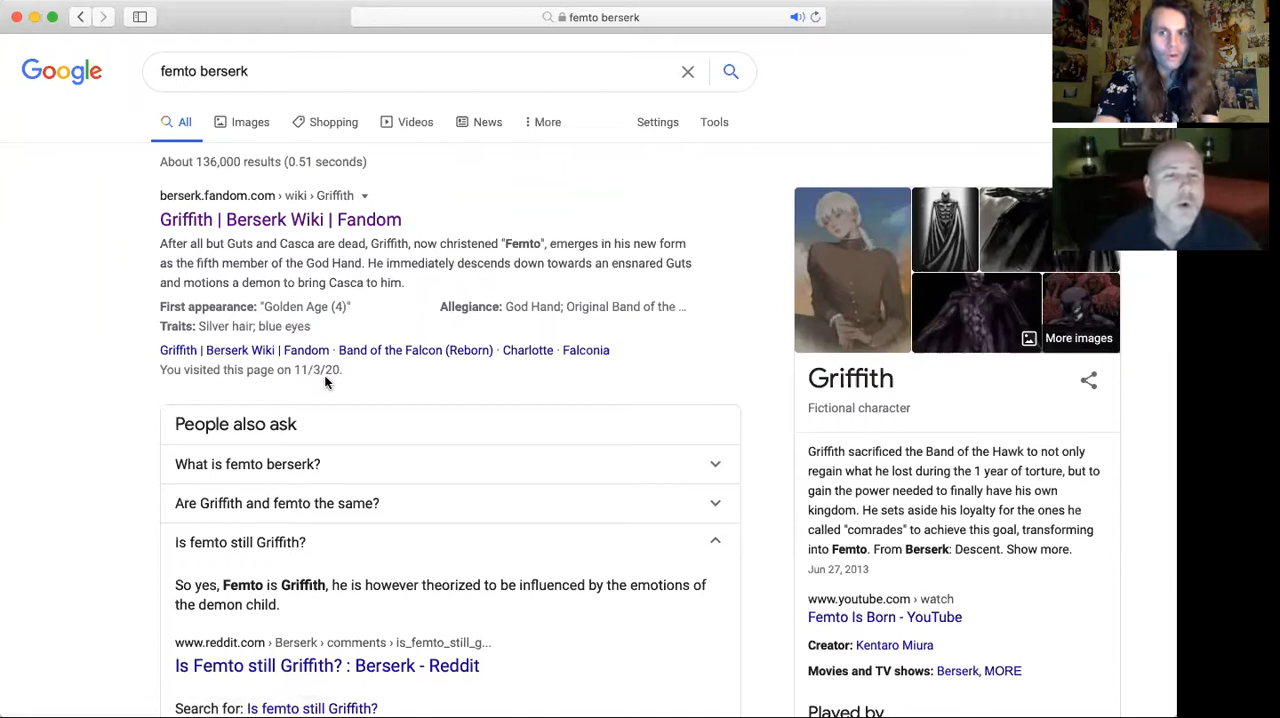 femto berserk
Google
femto berserk
All Images Shopping Videos News More Settings Tools
About 136,000 results (0.51 seconds)
berserk.fandom.com › wiki › Griffith
Griffith | Berserk Wiki | Fandom
After all but Guts and Casca are dead, Griffith, now christened "Femto", emerges in his new form
as the fifth member of the God Hand. He immediately descends down towards an ensnared Guts
and motions a demon to bring Casca to him.
First appearance: "Golden Age (4)" Allegiance: God Hand; Original Band of the ...
Traits: Silver hair; blue eyes
Griffith | Berserk Wiki | Fandom · Band of the Falcon (Reborn) · Charlotte · Falconia
You visited this page on 11/3/20.
People also ask
What is femto berserk?
Are Griffith and femto the same?
Is femto still Griffith?
So yes, Femto is Griffith, he is however theorized to be influenced by the emotions of
the demon child.
www.reddit.com › Berserk › comments › is_femto_still_g...
Is Femto still Griffith? : Berserk - Reddit
Search for: Is femto still Griffith?
More images
Griffith
Fictional character
Griffith sacrificed the Band of the Hawk to not only
regain what he lost during the 1 year of torture, but to
gain the power needed to finally have his own
kingdom. He sets aside his loyalty for the ones he
called "comrades" to achieve this goal, transforming
into Femto. From Berserk: Descent. Show more.
Jun 27, 2013
www.youtube.com › watch
Femto Is Born - YouTube
Creator: Kentaro Miura
Movies and TV shows: Berserk, MORE
Played by